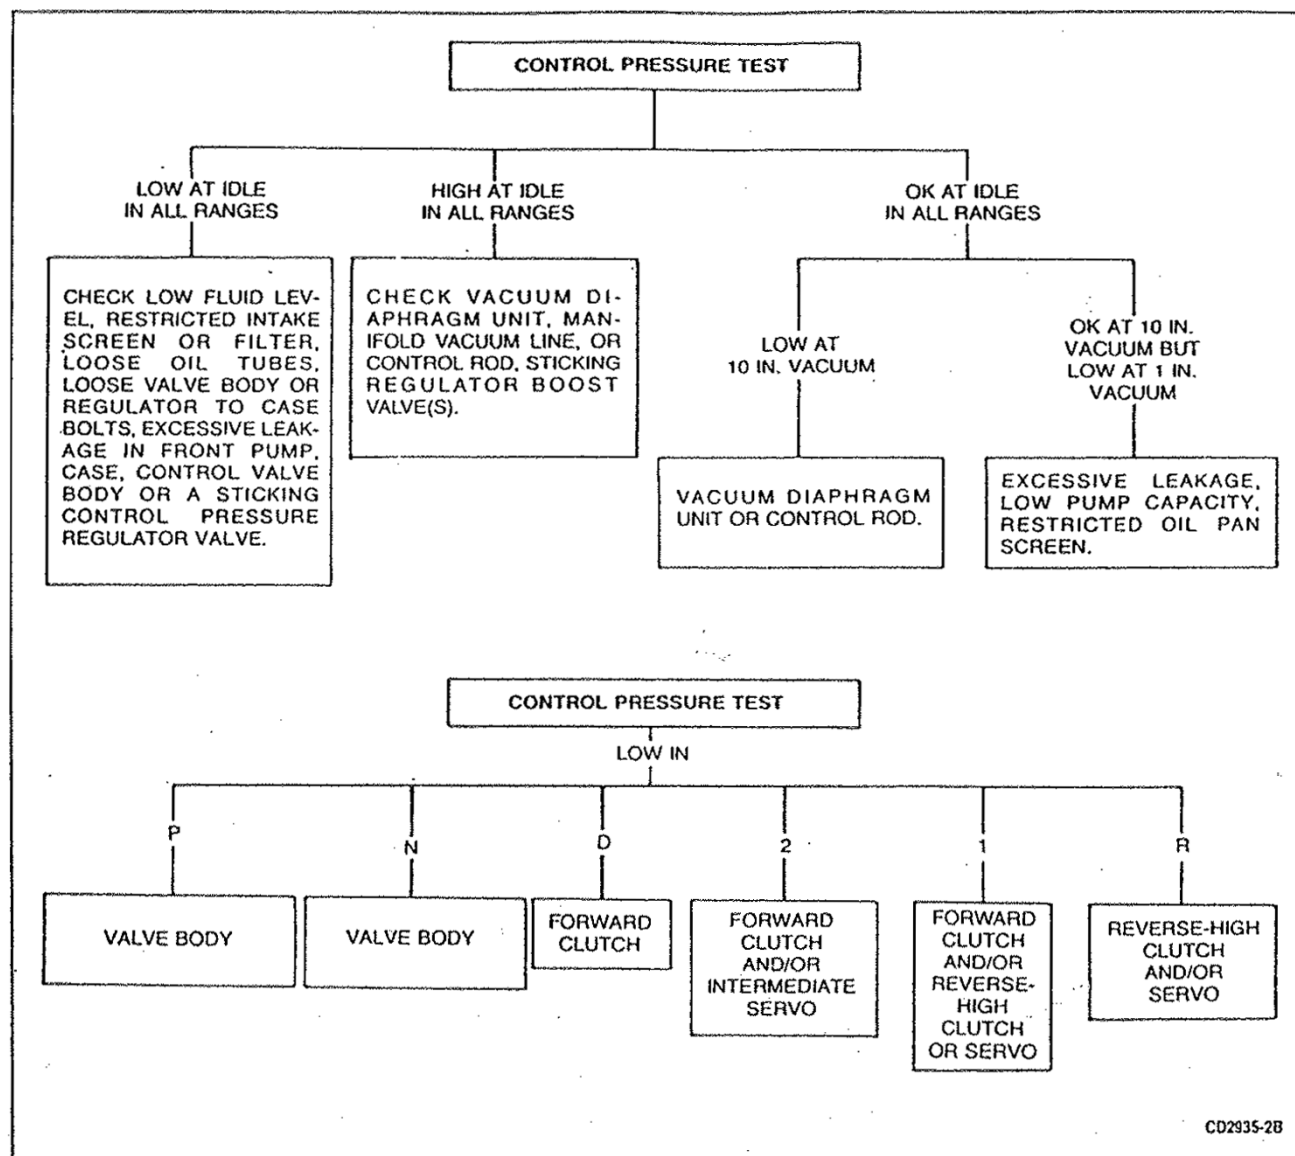 CONTROL PRESSURE TEST
LOW AT IDLE
IN ALL RANGES
HIGH AT IDLE
IN ALL RANGES
OK AT IDLE
IN ALL RANGES
CHECK LOW FLUID LEV-
EL, RESTRICTED INTAKE
SCREEN OR FILTER,
LOOSE OIL TUBES,
LOOSE VALVE BODY OR
REGULATOR TO CASE
BOLTS, EXCESSIVE LEAK-
AGE IN FRONT PUMP,
CASE, CONTROL VALVE
BODY OR A STICKING
CONTROL PRESSURE
REGULATOR VALVE.
CHECK VACUUM DI-
APHRAGM UNIT, MAN-
IFOLD VACUUM LINE, OR
CONTROL ROD, STICKING
REGULATOR BOOST
VALVE(S).
LOW AT
10 IN. VACUUM
OK AT 10 IN.
VACUUM BUT
LOW AT 1 IN.
VACUUM
VACUUM DIAPHRAGM
UNIT OR CONTROL ROD.
EXCESSIVE LEAKAGE,
LOW PUMP CAPACITY,
RESTRICTED OIL PAN
SCREEN.
CONTROL PRESSURE TEST
LOW IN
P
N
D
2
1
R
VALVE BODY
VALVE BODY
FORWARD
CLUTCH
FORWARD
CLUTCH
AND/OR
INTERMEDIATE
SERVO
FORWARD
CLUTCH
AND/OR
REVERSE-
HIGH
CLUTCH
OR SERVO
REVERSE-HIGH
CLUTCH
AND/OR
SERVO
CD2935-2B